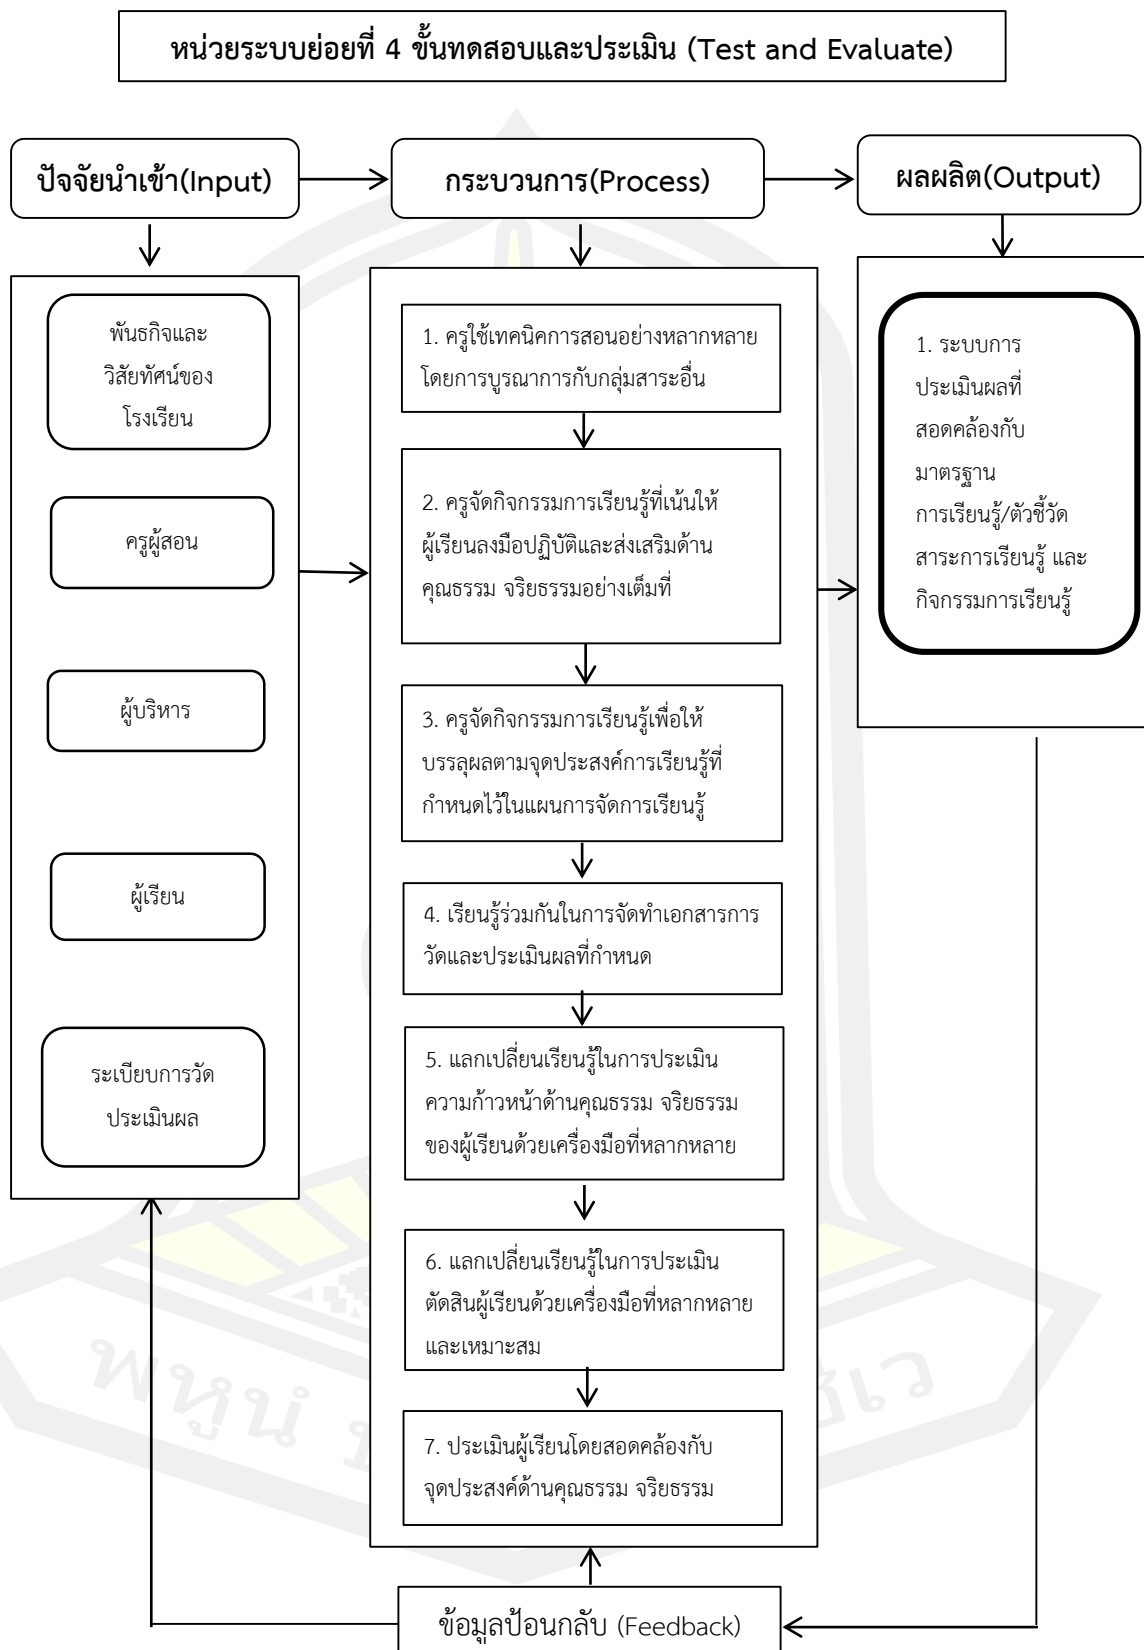 หน่วยระบบย่อยที่ 4 ขั้นทดสอบและประเมิน (Test and Evaluate)
ปัจจัยนำเข้า(Input)
กระบวนการ(Process)
ผลผลิต(Output)
พันธกิจและ
วิสัยทัศน์ของ
โรงเรียน
ครูผู้สอน
ผู้บริหาร
ผู้เรียน
ระเบียบการวัด
ประเมินผล
1. ครูใช้เทคนิคการสอนอย่างหลากหลาย
โดยการบูรณาการกับกลุ่มสาระอื่น
2. ครูจัดกิจกรรมการเรียนรู้ที่เน้นให้
ผู้เรียนลงมือปฏิบัติและส่งเสริมด้าน
คุณธรรม จริยธรรมอย่างเต็มที่
3. ครูจัดกิจกรรมการเรียนรู้เพื่อให้
บรรลุผลตามจุดประสงค์การเรียนรู้ที่
กำหนดไว้ในแผนการจัดการเรียนรู้
4. เรียนรู้ร่วมกันในการจัดทำเอกสารการ
วัดและประเมินผลที่กำหนด
5. แลกเปลี่ยนเรียนรู้ในการประเมิน
ความก้าวหน้าด้านคุณธรรม จริยธรรม
ของผู้เรียนด้วยเครื่องมือที่หลากหลาย
6. แลกเปลี่ยนเรียนรู้ในการประเมิน
ตัดสินผู้เรียนด้วยเครื่องมือที่หลากหลาย
และเหมาะสม
7. ประเมินผู้เรียนโดยสอดคล้องกับ
จุดประสงค์ด้านคุณธรรม จริยธรรม
1. ระบบการ
ประเมินผลที่
สอดคล้องกับ
มาตรฐาน
การเรียนรู้/ตัวชี้วัด
สาระการเรียนรู้ และ
กิจกรรมการเรียนรู้
ข้อมูลป้อนกลับ (Feedback)
พหูนํ